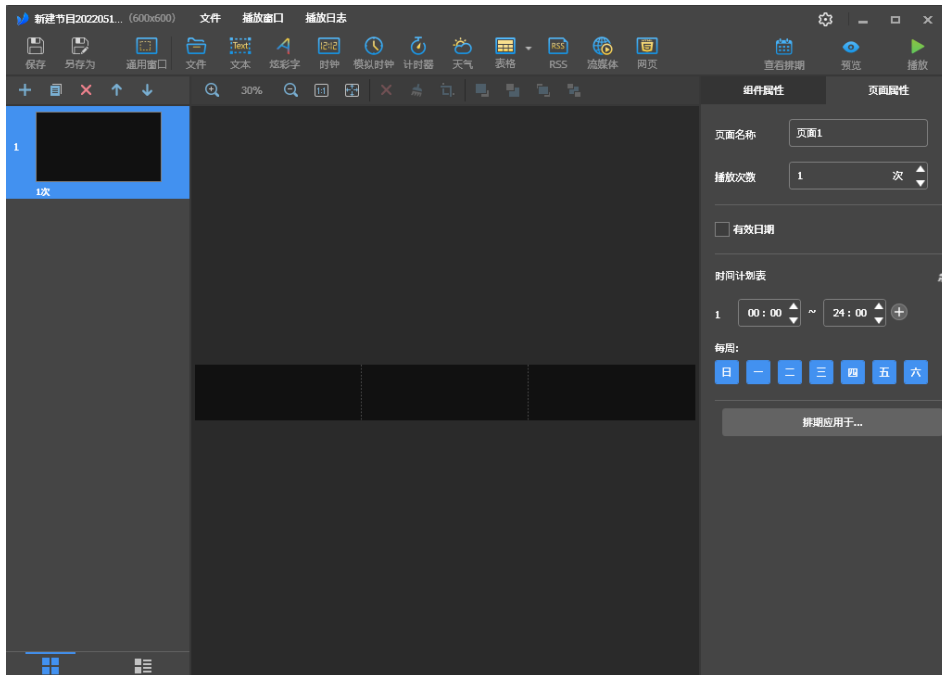 新建节目2022051... (600x600) 文件 播放窗口 播放日志
Text 12:12 RSS
保存 另存为 通用窗口 文件 文本 炫彩字 时钟 模拟时钟 计时器 天气 表格 RSS 流媒体 网页 查看排期 预览 播放
30% 1:1 组件属性 页面属性
页面名称 页面1
1
播放次数 1 次
1次
有效日期
时间计划表
1 00 : 00 ~ 24 : 00
每周:
日 一 二 三 四 五 六
排期应用于...